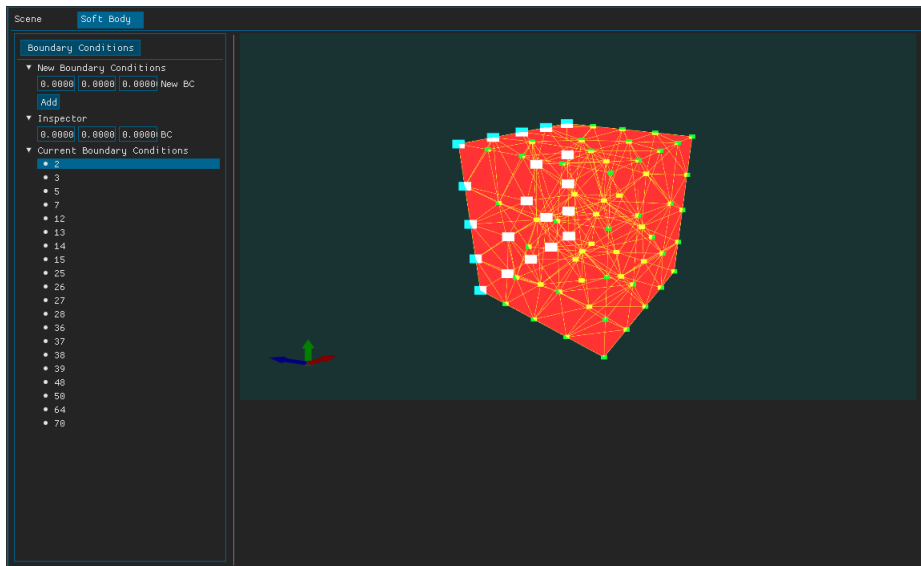 Scene Soft Body
Boundary Conditions
New Boundary Conditions
0.0000 0.0000 0.0000 New BC
Add
Inspector
0.0000 0.0000 0.0000 BC
Current Boundary Conditions
2
3
5
7
12
13
14
15
25
26
27
28
36
37
38
39
48
50
64
70